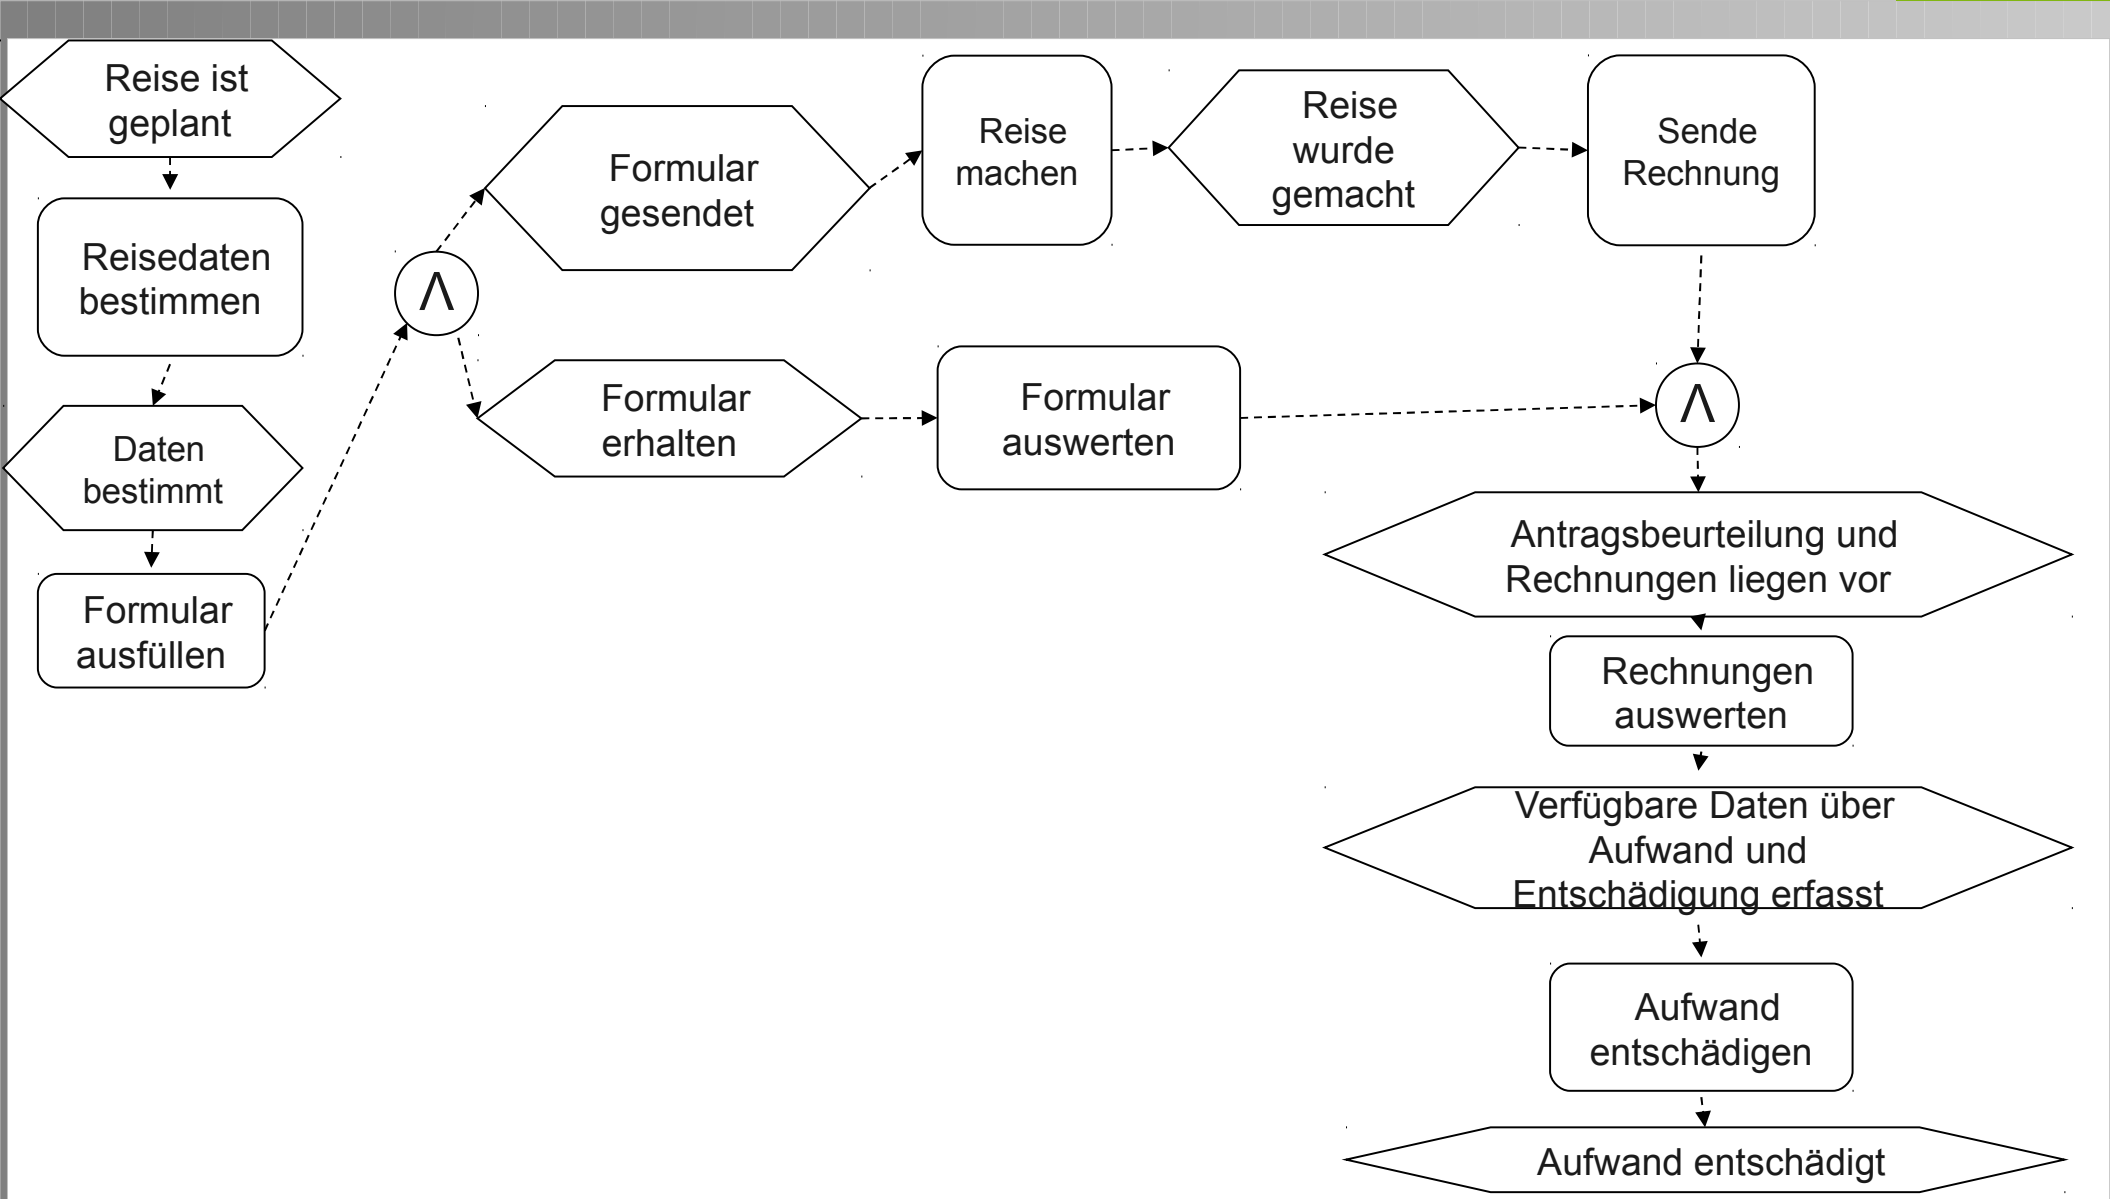 Reise ist
geplant
Reisedaten
bestimmen
Daten
bestimmt
Formular
ausfüllen
Λ
Formular
gesendet
Reise
machen
Reise
wurde
gemacht
Sende
Rechnung
Formular
erhalten
Formular
auswerten
Λ
Antragsbeurteilung und
Rechnungen liegen vor
Rechnungen
auswerten
Verfügbare Daten über
Aufwand und
Entschädigung erfasst
Aufwand
entschädigen
Aufwand entschädigt